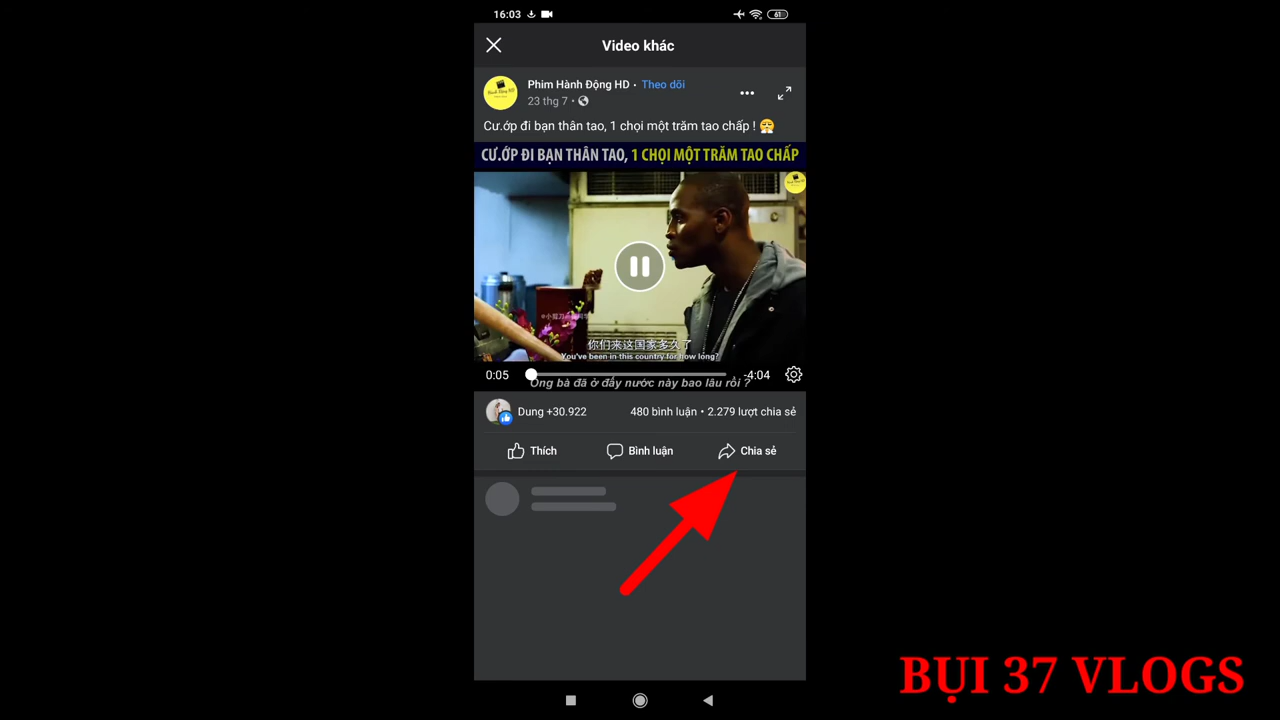 16:03
61
Video khác
Phim Hành Động HD · Theo dõi
23 thg 7 ·
Cư.ớp đi bạn thân tao, 1 chọi một trăm tao chấp !
CƯ.ỚP ĐI BẠN THÂN TAO, 1 CHỌI MỘT TRĂM TAO CHẤP
你们来这国家多久了
You've been in this country for how long?
0:05
-4:04
Ông bà đã ở đấy nước này bao lâu rồi ?
Dung +30.922
480 bình luận • 2.279 lượt chia sẻ
Thích
Bình luận
Chia sẻ
BỤI 37 VLOGS